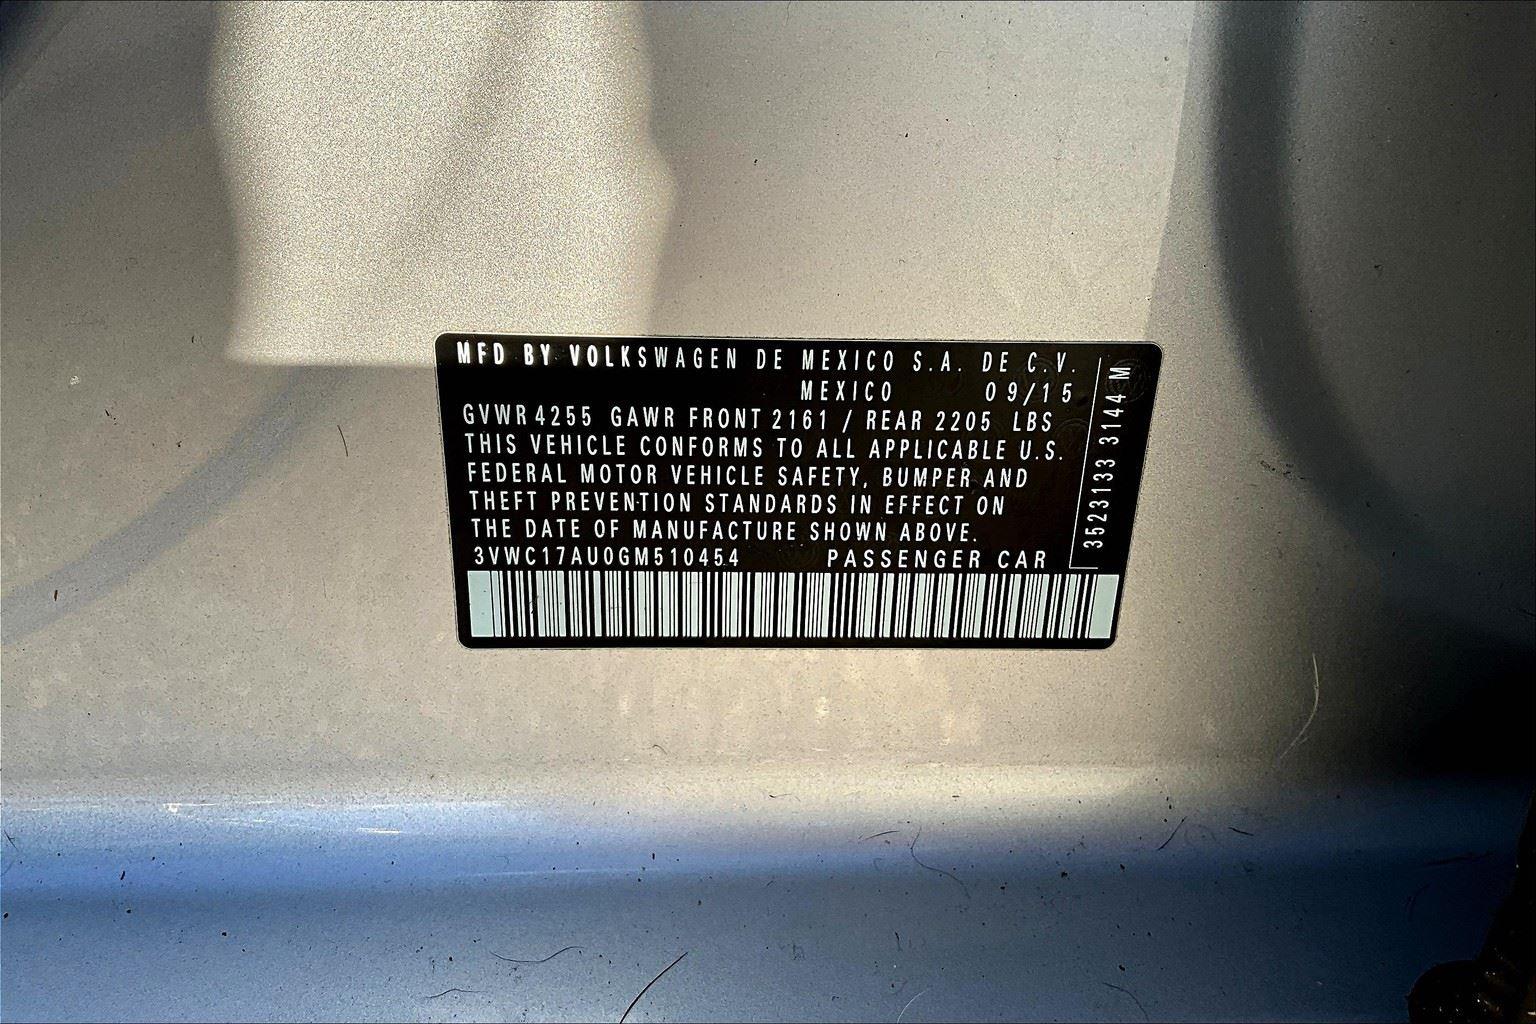 MFD BY VOLKSWAGEN DE MEXICO S.A. DE C.V.
MEXICO 09/15
GVWR 4255 GAWR FRONT 2161 / REAR 2205 LBS
THIS VEHICLE CONFORMS TO ALL APPLICABLE U.S.
FEDERAL MOTOR VEHICLE SAFETY, BUMPER AND
THEFT PREVENTION STANDARDS IN EFFECT ON
THE DATE OF MANUFACTURE SHOWN ABOVE.
3VWC17AU0GM510454 PASSENGER CAR
3523133 3144 M